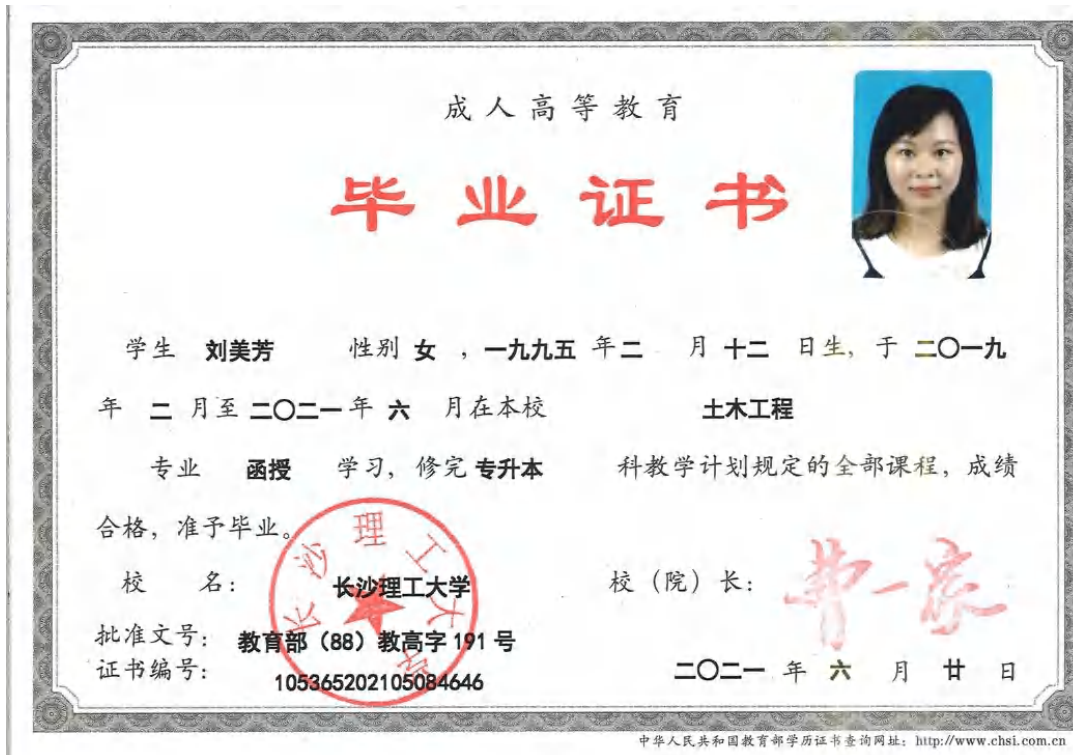 成人高等教育
毕业证书
学生 刘美芳 性别 女 ，一九九五 年 二 月 十二 日生，于 二〇一九
年 二 月至 二〇二一 年 六 月在本校 土木工程
专业 函授 学习，修完 专升本 科教学计划规定的全部课程，成绩
合格，准予毕业。
校 名： 长沙理工大学 校（院）长：
批准文号： 教育部（88）教高字 191 号
证书编号： 105365202105084646
二〇二一 年 六 月 廿 日
长沙理工大学
中华人民共和国教育部学历证书查询网址：http://www.chsi.com.cn